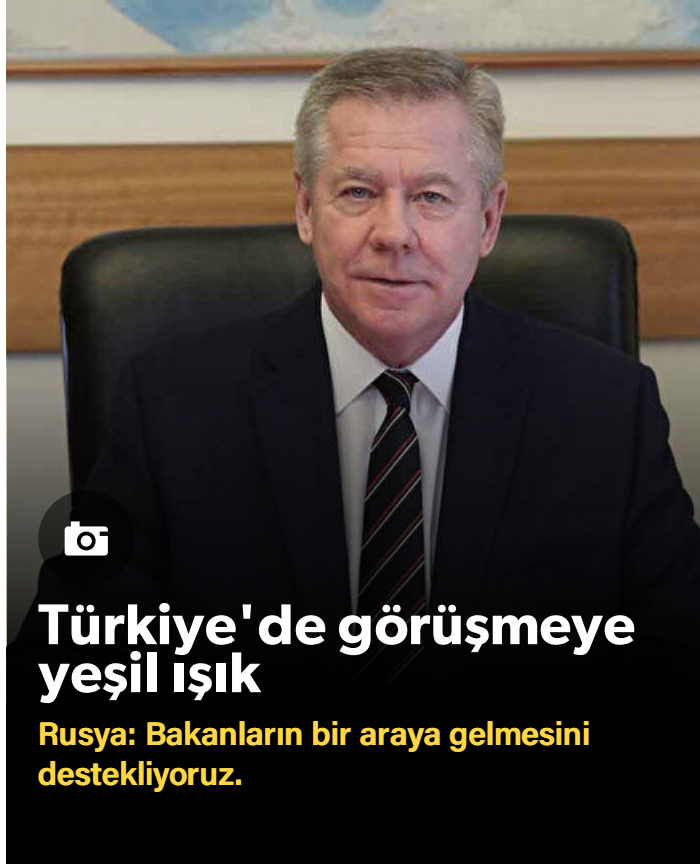 Türkiye'de görüşmeye
yeşil ışık
Rusya: Bakanların bir araya gelmesini
destekliyoruz.